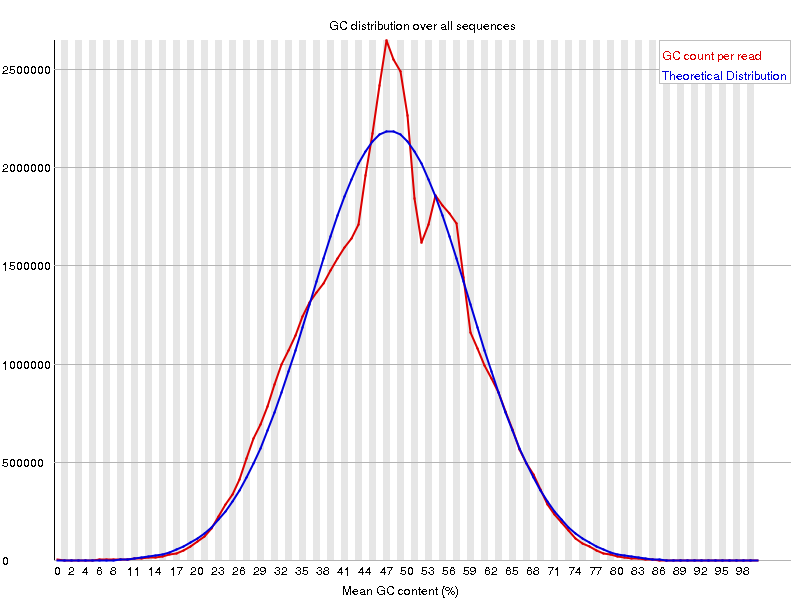 GC distribution over all sequences
GC count per read
Theoretical Distribution
2500000
2000000
1500000
1000000
500000
0
0 2 4 6 8 11 14 17 20 23 26 29 32 35 38 41 44 47 50 53 56 59 62 65 68 71 74 77 80 83 86 89 92 95 98
Mean GC content (%)